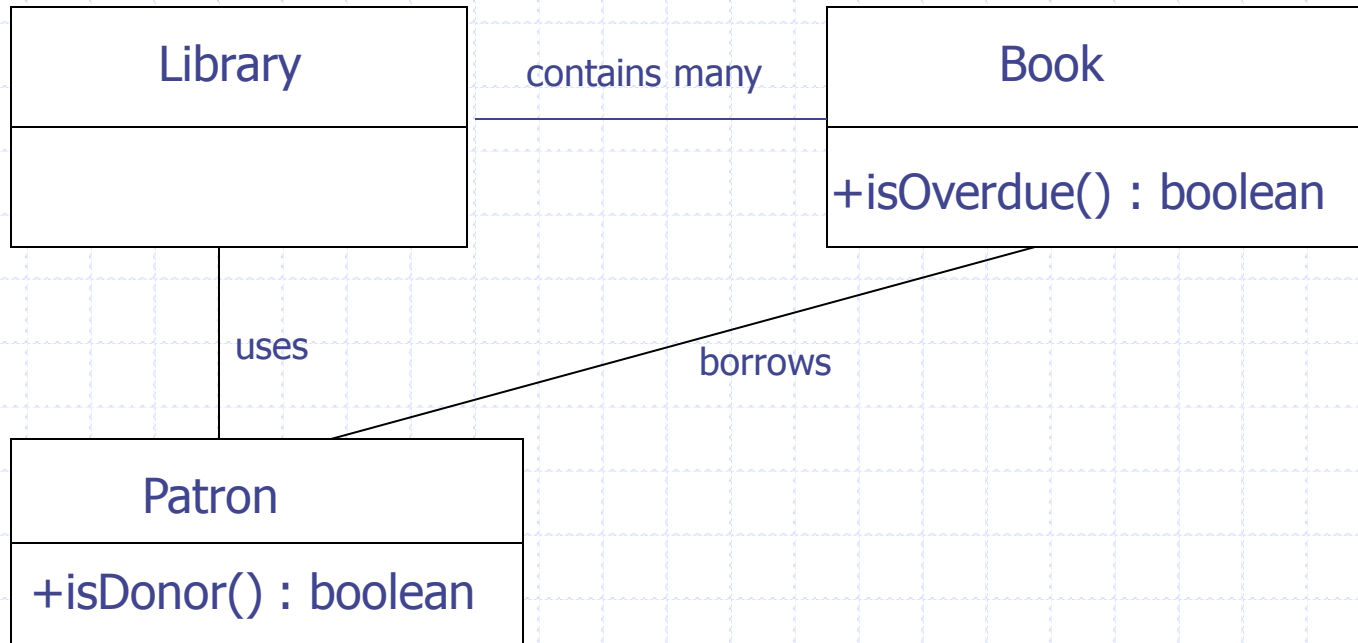 Library
contains many
Book
+isOverdue() : boolean
uses
borrows
Patron
+isDonor() : boolean